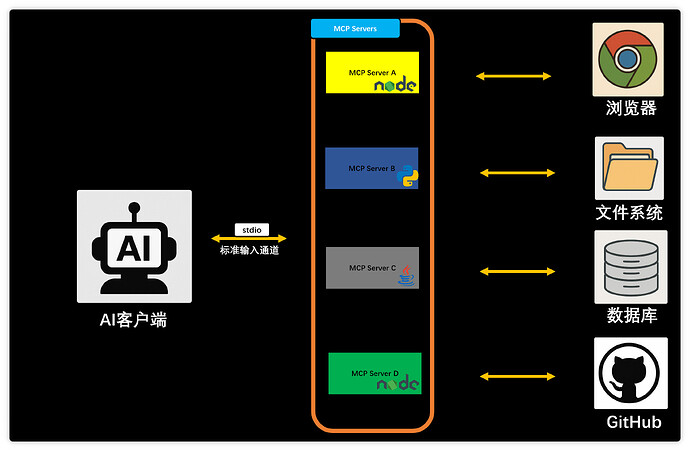 MCP Servers
MCP Server A
node
浏览器
MCP Server B
文件系统
AI
stdio
标准输入通道
AI客户端
MCP Server C
数据库
MCP Server D
node
GitHub